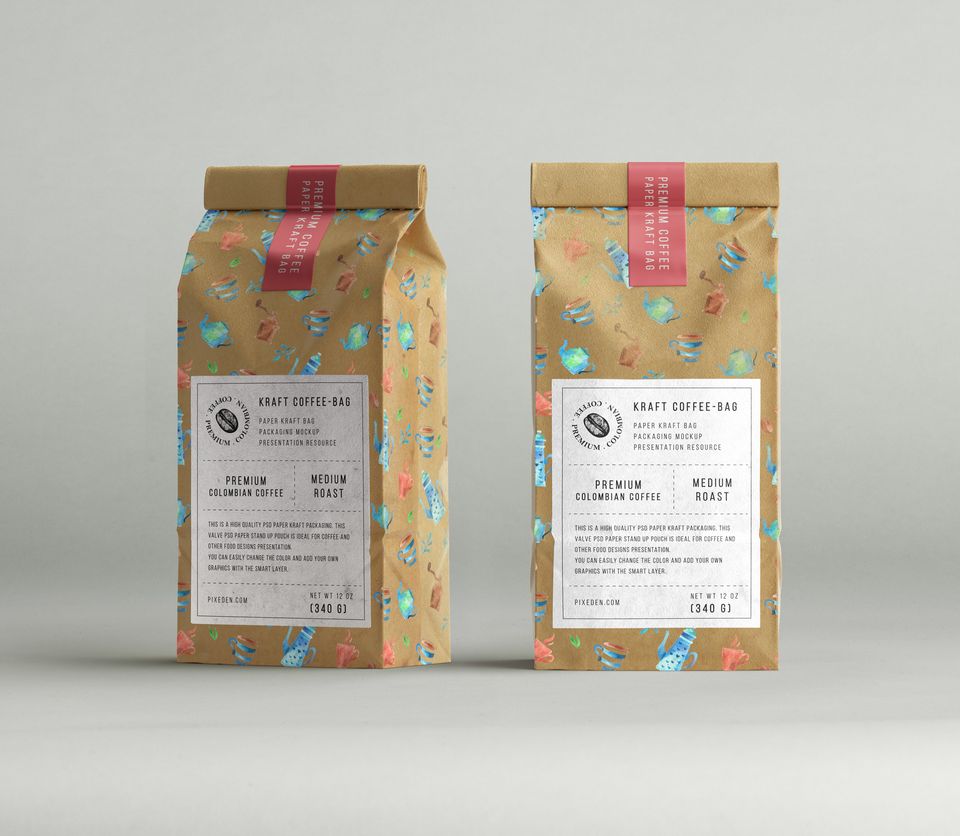 PREMIUM COFFEE
PAPER KRAFT BAG
COFFEE · PREMIUM · COLOMBIAN ·
KRAFT COFFEE-BAG
PAPER KRAFT BAG
PACKAGING MOCKUP
PRESENTATION RESOURCE
PREMIUM
COLOMBIAN COFFEE
MEDIUM
ROAST
THIS IS A HIGH QUALITY PSD PAPER KRAFT PACKAGING. THIS
VALVE PSD PAPER STAND UP POUCH IS IDEAL FOR COFFEE AND
OTHER FOOD DESIGNS PRESENTATION.
YOU CAN EASILY CHANGE THE COLOR AND ADD YOUR OWN
GRAPHICS WITH THE SMART LAYER.
PIXEDEN.COM
NET WT 12 OZ
(340 G)
PREMIUM COFFEE
PAPER KRAFT BAG
COFFEE · PREMIUM · COLOMBIAN ·
KRAFT COFFEE-BAG
PAPER KRAFT BAG
PACKAGING MOCKUP
PRESENTATION RESOURCE
PREMIUM
COLOMBIAN COFFEE
MEDIUM
ROAST
THIS IS A HIGH QUALITY PSD PAPER KRAFT PACKAGING. THIS
VALVE PSD PAPER STAND UP POUCH IS IDEAL FOR COFFEE AND
OTHER FOOD DESIGNS PRESENTATION.
YOU CAN EASILY CHANGE THE COLOR AND ADD YOUR OWN
GRAPHICS WITH THE SMART LAYER.
PIXEDEN.COM
NET WT 12 OZ
(340 G)